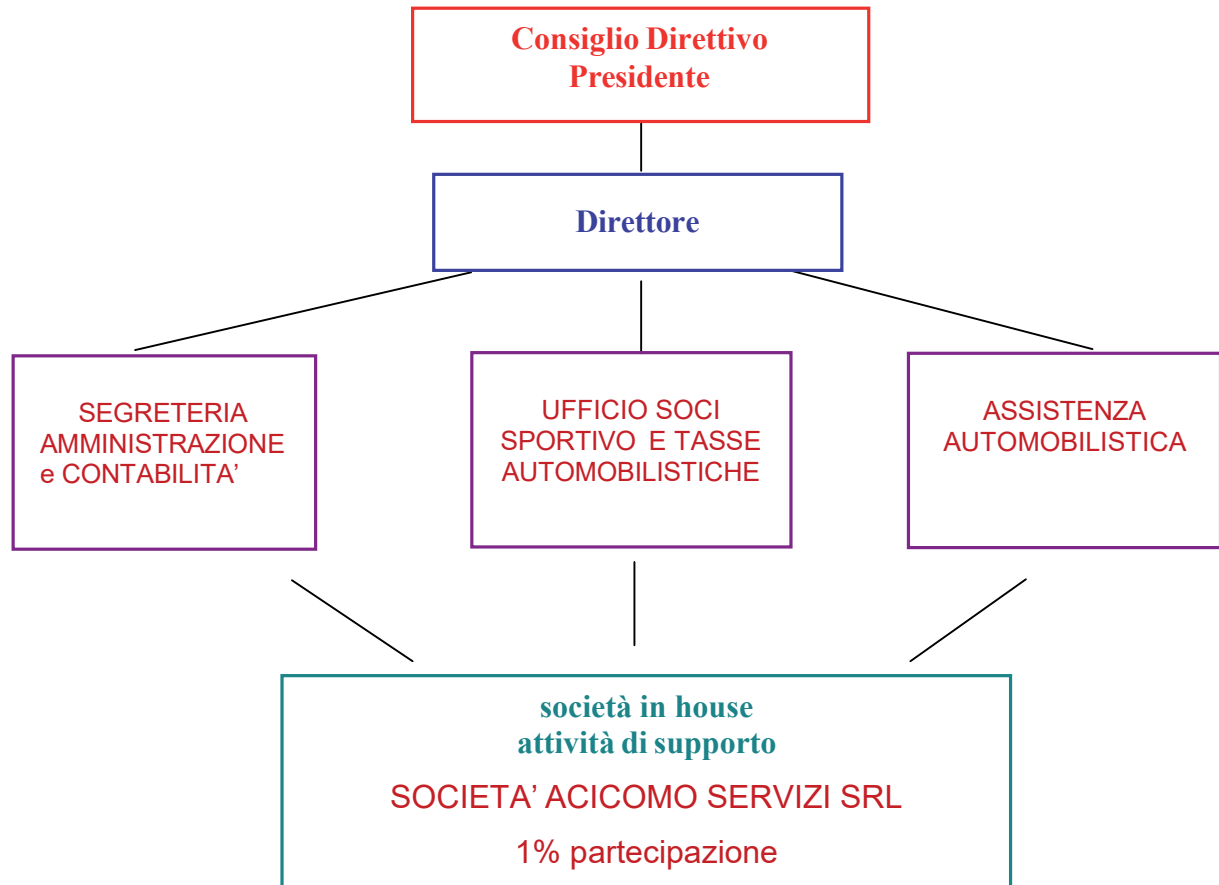 Consiglio Direttivo
Presidente
Direttore
SEGRETERIA
AMMINISTRAZIONE
e CONTABILITA’
UFFICIO SOCI
SPORTIVO E TASSE
AUTOMOBILISTICHE
ASSISTENZA
AUTOMOBILISTICA
società in house
attività di supporto
SOCIETA’ ACICOMO SERVIZI SRL
1% partecipazione